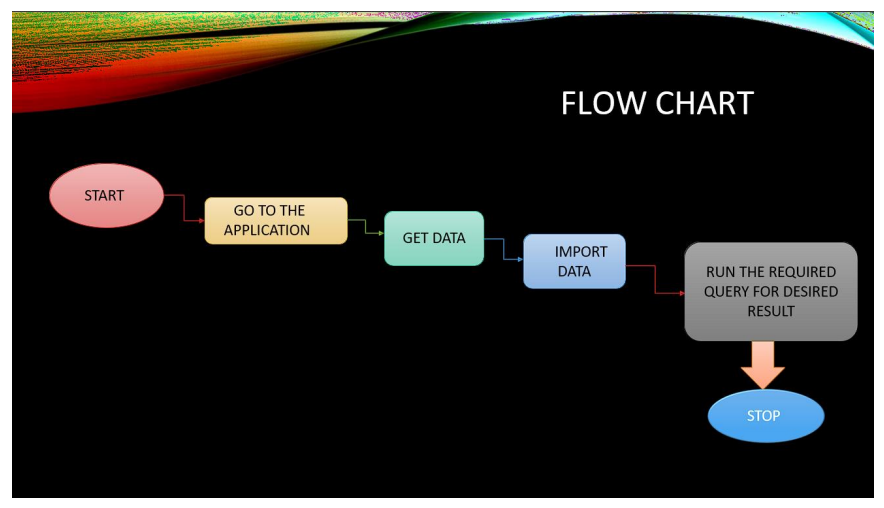 FLOW CHART
START
GO TO THE
APPLICATION
GET DATA
IMPORT
DATA
RUN THE REQUIRED
QUERY FOR DESIRED
RESULT
STOP